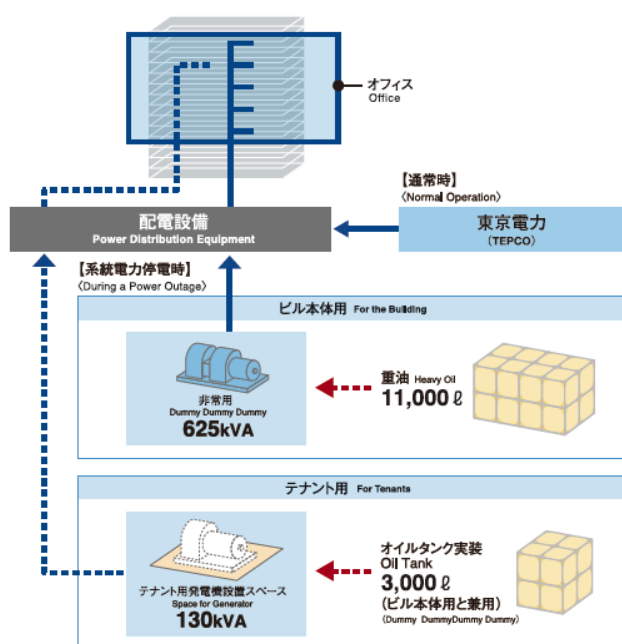 オフィス
Office
【通常時】
〈Normal Operation〉
配電設備
Power Distribution Equipment
東京電力
(TEPCO)
【系統電力停電時】
〈During a Power Outage〉
ビル本体用 For the Building
非常用
Dummy Dummy Dummy
625kVA
重油 Heavy Oil
11,000ℓ
テナント用 For Tenants
テナント用発電機設置スペース
Space for Generator
130kVA
オイルタンク実装
Oil Tank
3,000ℓ
(ビル本体用と兼用)
(Dummy DummyDummy Dummy)